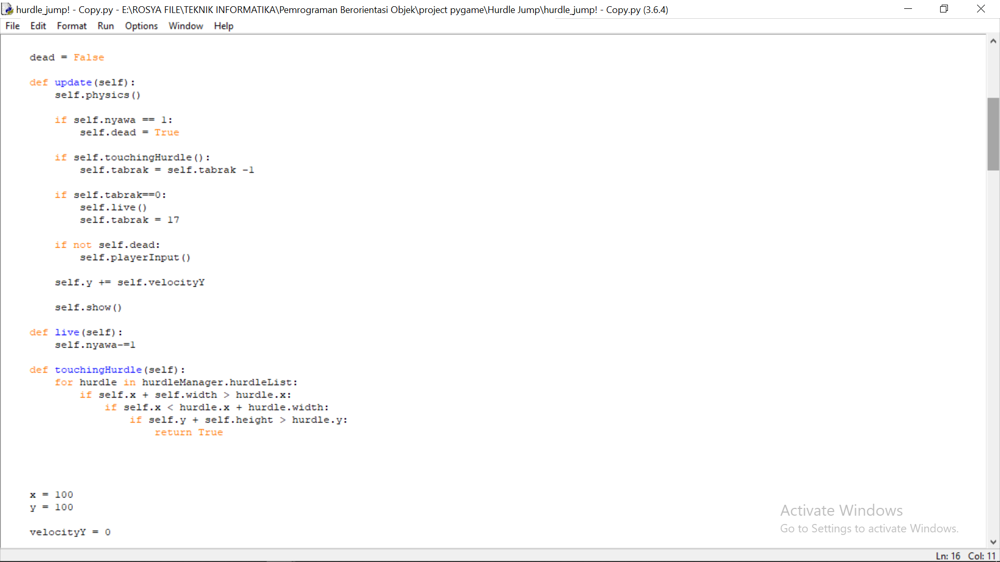 hurdle_jump! - Copy.py - E:\ROSYA FILE\TEKNIK INFORMATIKA\Pemrograman Berorientasi Objek\project pygame\Hurdle Jump\hurdle_jump! - Copy.py (3.6.4)
File Edit Format Run Options Window Help
dead = False
def update(self):
self.physics()
if self.nyawa == 1:
self.dead = True
if self.touchingHurdle():
self.tabrak = self.tabrak -1
if self.tabrak==0:
self.live()
self.tabrak = 17
if not self.dead:
self.playerInput()
self.y += self.velocityY
self.show()
def live(self):
self.nyawa-=1
def touchingHurdle(self):
for hurdle in hurdleManager.hurdleList:
if self.x + self.width > hurdle.x:
if self.x < hurdle.x + hurdle.width:
if self.y + self.height > hurdle.y:
return True
x = 100
y = 100
velocityY = 0
Activate Windows
Go to Settings to activate Windows.
Ln: 16 Col: 11